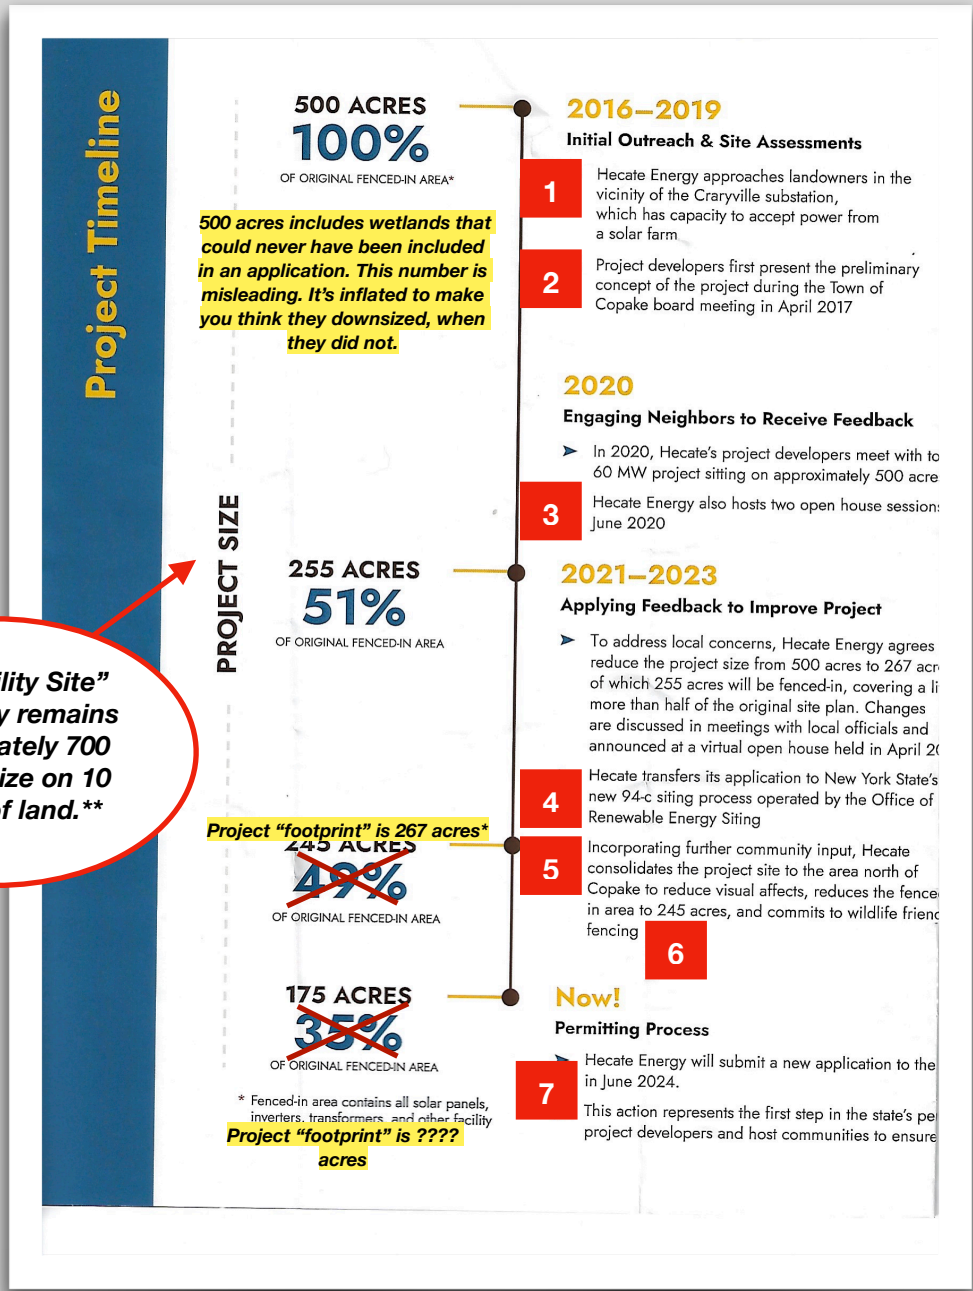 Project Timeline
500 ACRES
100%
OF ORIGINAL FENCED-IN AREA*
500 acres includes wetlands that
could never have been included
in an application. This number is
misleading. It's inflated to make
you think they downsized, when
they did not.
2016–2019
Initial Outreach & Site Assessments
1
Hecate Energy approaches landowners in the
vicinity of the Craryville substation,
which has capacity to accept power from
a solar farm
2
Project developers first present the preliminary
concept of the project during the Town of
Copake board meeting in April 2017
2020
Engaging Neighbors to Receive Feedback
In 2020, Hecate's project developers meet with to
60 MW project sitting on approximately 500 acre
3
Hecate Energy also hosts two open house session
June 2020
PROJECT SIZE
255 ACRES
51%
OF ORIGINAL FENCED-IN AREA
2021–2023
Applying Feedback to Improve Project
To address local concerns, Hecate Energy agrees
reduce the project size from 500 acres to 267 acr
of which 255 acres will be fenced-in, covering a li
more than half of the original site plan. Changes
are discussed in meetings with local officials and
announced at a virtual open house held in April 20
ility Site"
y remains
ately 700
ize on 10
of land.**
4
Hecate transfers its application to New York State's
new 94-c siting process operated by the Office of
Renewable Energy Siting
Project "footprint" is 267 acres*
245 ACRES
49%
OF ORIGINAL FENCED-IN AREA
5
Incorporating further community input, Hecate
consolidates the project site to the area north of
Copake to reduce visual affects, reduces the fence
in area to 245 acres, and commits to wildlife frien
fencing
6
175 ACRES
35%
OF ORIGINAL FENCED-IN AREA
Now!
Permitting Process
Hecate Energy will submit a new application to the
in June 2024.
7
This action represents the first step in the state's pe
project developers and host communities to ensure
* Fenced-in area contains all solar panels,
inverters, transformers, and other facility
Project "footprint" is ????
acres